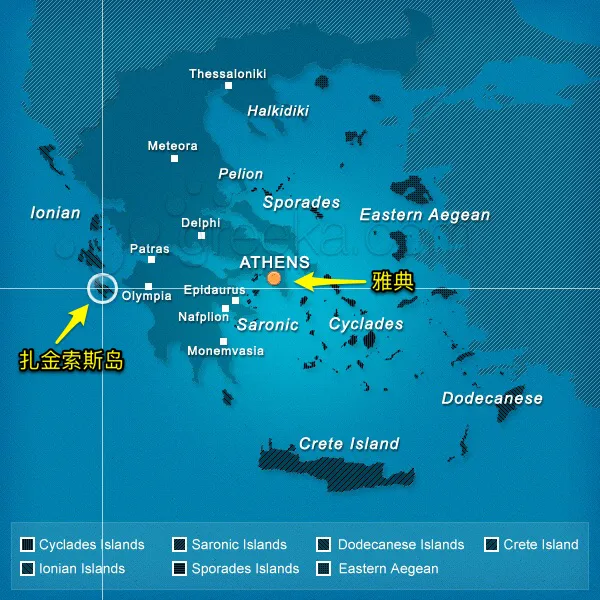 Thessaloniki
Halkidiki
Meteora
Pelion
Sporades
Ionian
Eastern Aegean
Delphi
greeka.com
Patras
ATHENS
雅典
Olympia
Epidaurus
Nafplion
Saronic
Cyclades
Monemvasia
扎金索斯岛
Dodecanese
Crete Island
Cyclades Islands
Saronic Islands
Dodecanese Islands
Crete Island
Ionian Islands
Sporades Islands
Eastern Aegean